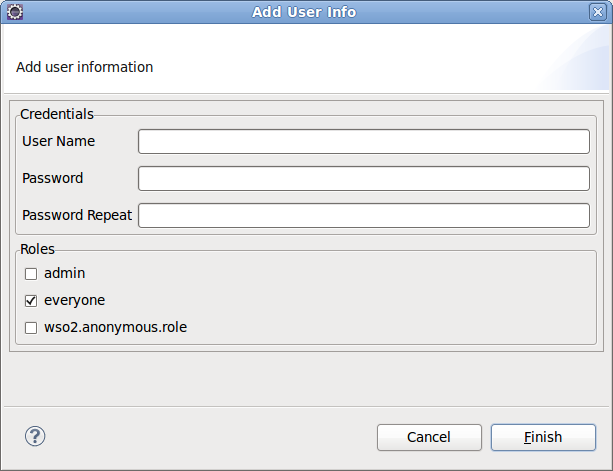 Add User Info
Add user information
Credentials
User Name
Password
Password Repeat
Roles
admin
everyone
wso2.anonymous.role
?
Cancel
Finish